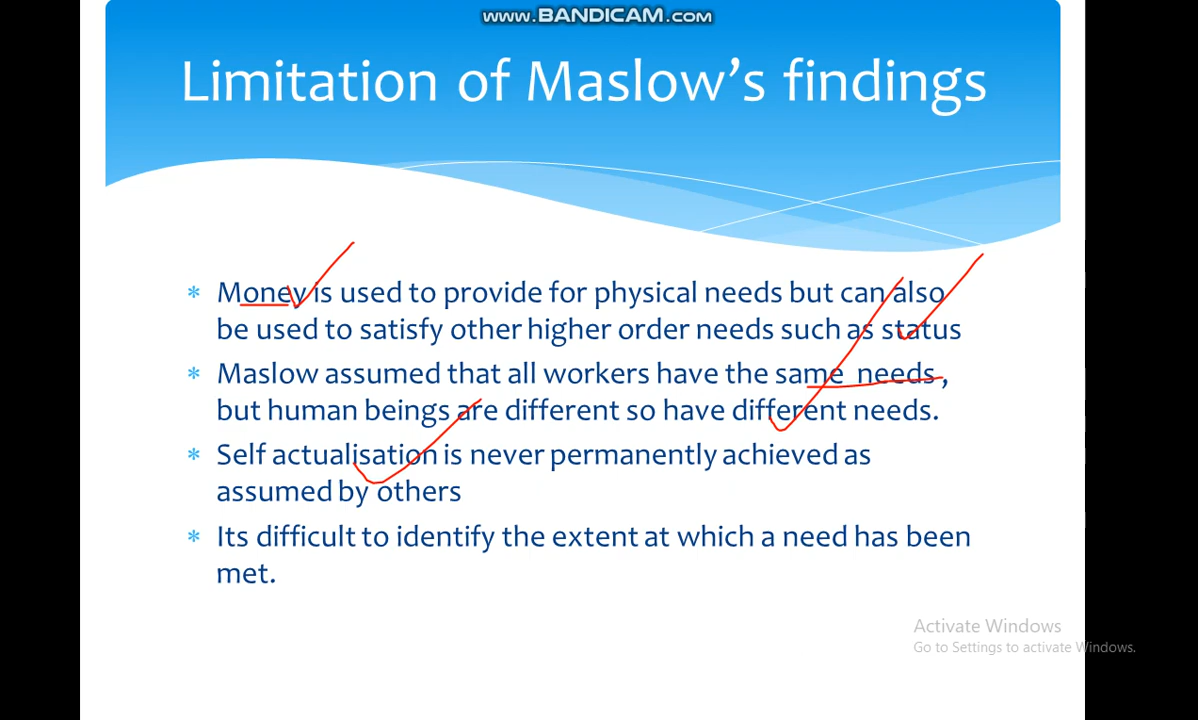 www.BANDICAM.com
Limitation of Maslow’s findings
* Money is used to provide for physical needs but can also
be used to satisfy other higher order needs such as status
* Maslow assumed that all workers have the same needs ,
but human beings are different so have different needs.
* Self actualisation is never permanently achieved as
assumed by others
* Its difficult to identify the extent at which a need has been
met.
Activate Windows
Go to Settings to activate Windows.